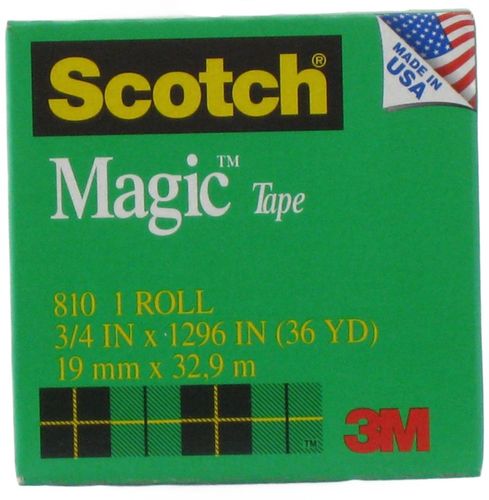 Scotch®
MADE IN
USA
Magic™ Tape
810 1 ROLL
3/4 IN x 1296 IN (36 YD)
19 mm x 32,9 m
TM
3M